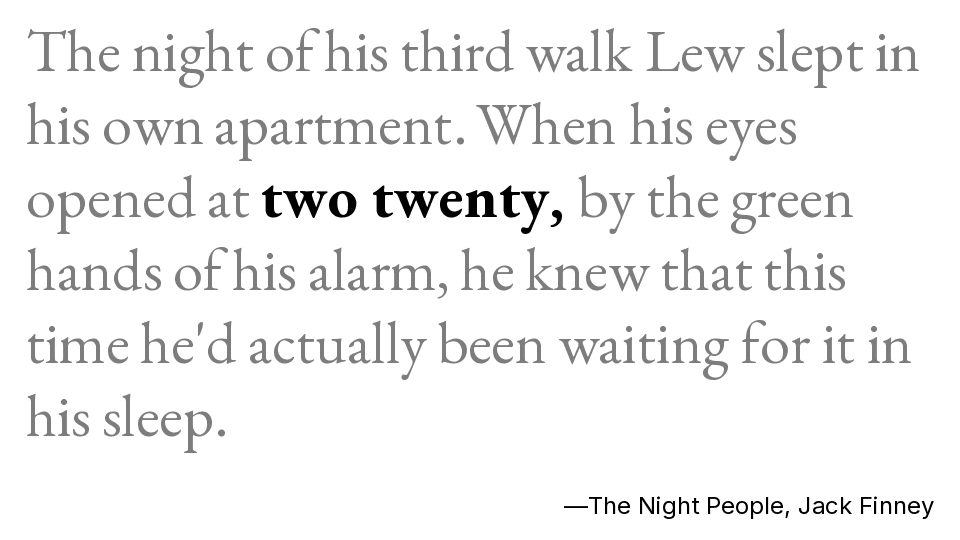 The night of his third walk Lew slept in
his own apartment. When his eyes
opened at two twenty, by the green
hands of his alarm, he knew that this
time he'd actually been waiting for it in
his sleep.
—The Night People, Jack Finney